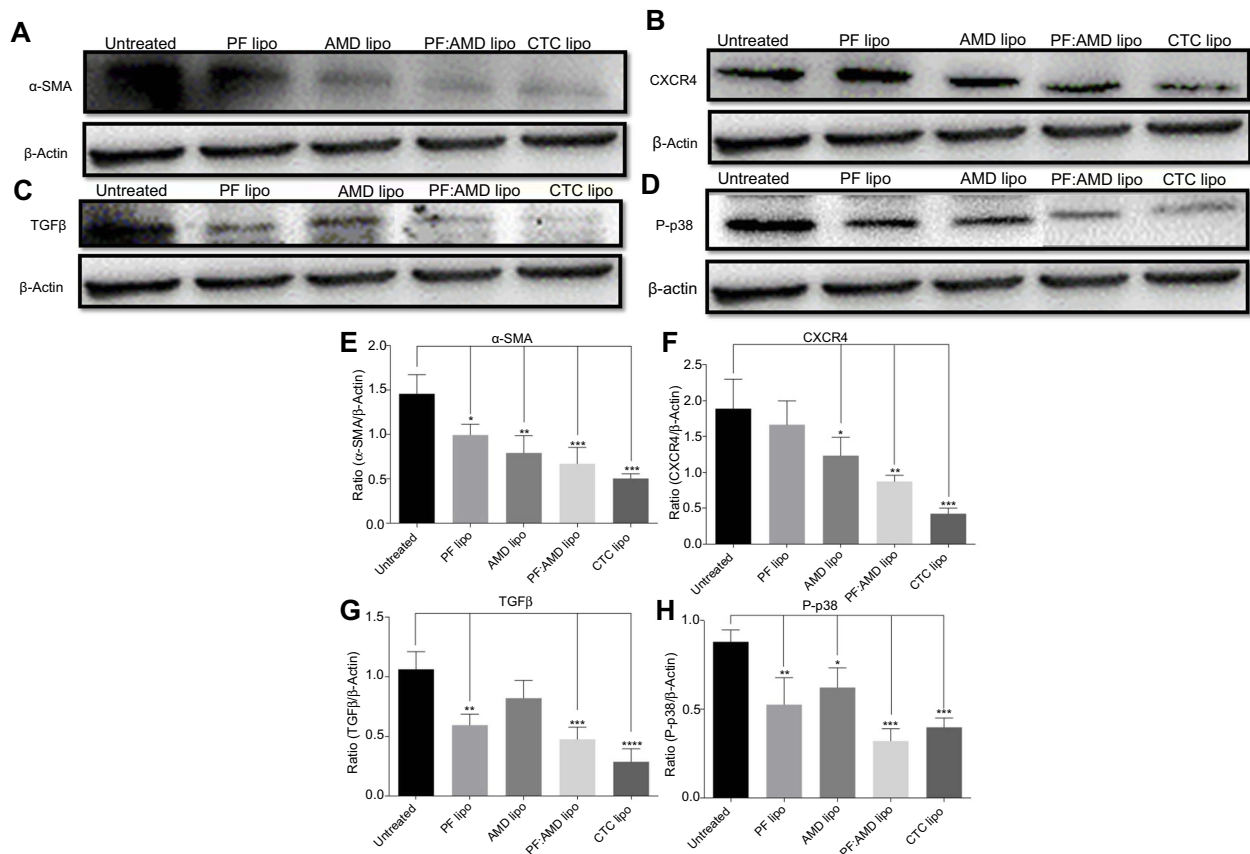 A
Untreated PF lipo AMD lipo PF:AMD lipo CTC lipo
α-SMA
β-Actin
B
Untreated PF lipo AMD lipo PF:AMD lipo CTC lipo
CXCR4
β-Actin
C
Untreated PF lipo AMD lipo PF:AMD lipo CTC lipo
TGFβ
β-Actin
D
Untreated PF lipo AMD lipo PF:AMD lipo CTC lipo
P-p38
β-actin
E
α-SMA
Ratio (α-SMA/β-Actin)
2.0
1.5
1.0
0.5
0.0
* ** *** ***
Untreated PF lipo AMD lipo PF:AMD lipo CTC lipo
F
CXCR4
Ratio (CXCR4/β-Actin)
2.5
2.0
1.5
1.0
0.5
0.0
* ** ***
Untreated PF lipo AMD lipo PF:AMD lipo CTC lipo
G
TGFβ
Ratio (TGFβ/β-Actin)
1.5
1.0
0.5
0.0
** *** ****
Untreated PF lipo AMD lipo PF:AMD lipo CTC lipo
H
P-p38
Ratio (P-p38/β-Actin)
1.0
0.5
0.0
** * *** ***
Untreated PF lipo AMD lipo PF:AMD lipo CTC lipo